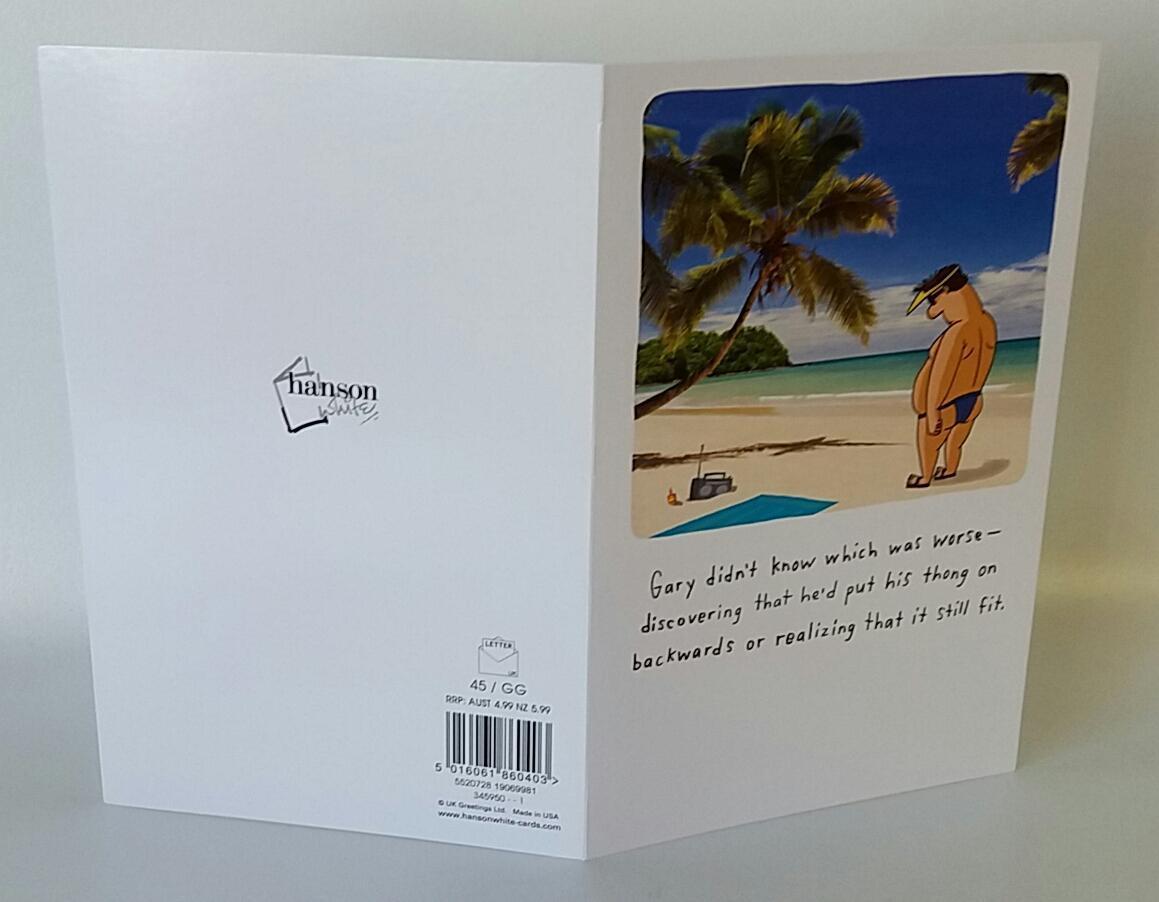 hanson
white
LETTER
UK
45 / GG
RRP: AUST 4.99 NZ 5.99
5 016061 860403 >
5520728 19069981
345950 - - 1
© UK Greetings Ltd. Made in USA
www.hansonwhite-cards.com
Gary didn't know which was worse—
discovering that he'd put his thong on
backwards or realizing that it still fit.